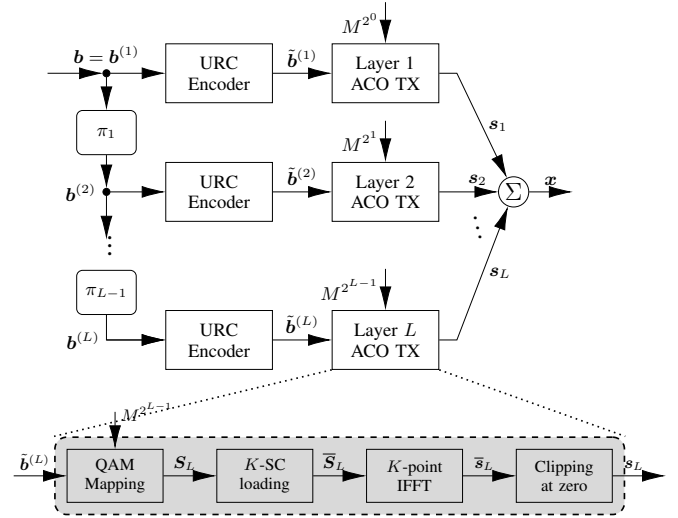 M^{2^0}
b = b^{(1)}
URC
Encoder
b̃^{(1)}
Layer 1
ACO TX
s_1
π_1
M^{2^1}
b^{(2)}
URC
Encoder
b̃^{(2)}
Layer 2
ACO TX
s_2
Σ
x
π_{L−1}
M^{2^{L−1}}
s_L
b^{(L)}
URC
Encoder
b̃^{(L)}
Layer L
ACO TX
M^{2^{L−1}}
b̃^{(L)}
QAM
Mapping
S_L
K-SC
loading
S̅_L
K-point
IFFT
s̅_L
Clipping
at zero
s_L